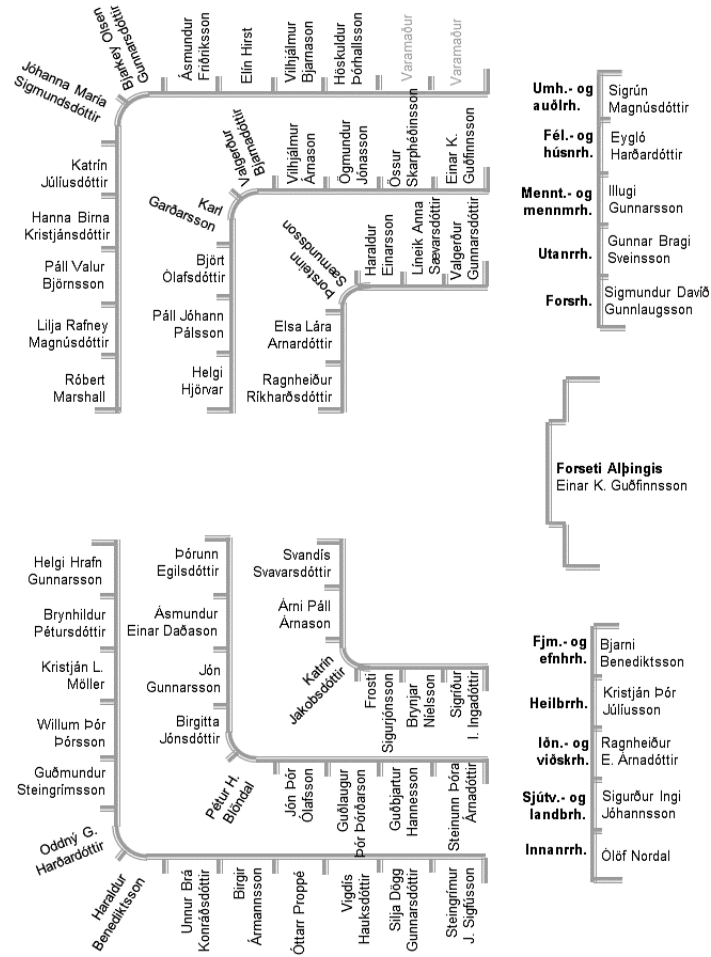 Jóhanna María
Sigmundsdóttir
Bjarkey Olsen
Gunnarsdóttir
Ásmundur
Friðriksson
Elín Hirst
Vilhjálmur
Bjarnason
Höskuldur
Þórhallsson
Varamaður
Varamaður
Katrín
Júlíusdóttir
Hanna Birna
Kristjánsdóttir
Páll Valur
Björnsson
Lilja Rafney
Magnúsdóttir
Róbert
Marshall
Karl
Garðarsson
Valgerður
Bjarnadóttir
Vilhjálmur
Árnason
Ögmundur
Jónasson
Össur
Skarphéðinsson
Einar K.
Guðfinnsson
Björt
Ólafsdóttir
Páll Jóhann
Pálsson
Helgi
Hjörvar
Þorsteinn
Sæmundsson
Haraldur
Einarsson
Líneik Anna
Sævarsdóttir
Valgerður
Gunnarsdóttir
Elsa Lára
Arnardóttir
Ragnheiður
Ríkharðsdóttir
Umh.- og
auðlrh.
Sigrún
Magnúsdóttir
Fél.- og
húsnrh.
Eygló
Harðardóttir
Mennt.- og
mennmrh.
Illugi
Gunnarsson
Utanrrh.
Gunnar Bragi
Sveinsson
Forsrh.
Sigmundur Davíð
Gunnlaugsson
Forseti Alþingis
Einar K. Guðfinnsson
Helgi Hrafn
Gunnarsson
Brynhildur
Pétursdóttir
Kristján L.
Möller
Willum Þór
Þórsson
Guðmundur
Steingrímsson
Oddný G.
Harðardóttir
Haraldur
Benediktsson
Unnur Brá
Konráðsdóttir
Birgir
Ármannsson
Óttarr Proppé
Vigdís
Hauksdóttir
Silja Dögg
Gunnarsdóttir
Steingrímur
J. Sigfússon
Þórunn
Egilsdóttir
Ásmundur
Einar Daðason
Jón
Gunnarsson
Birgitta
Jónsdóttir
Pétur H.
Blöndal
Jón Þór
Ólafsson
Guðlaugur
Þór Þórðarson
Guðbjartur
Hannesson
Steinunn Þóra
Árnadóttir
Svandís
Svavarsdóttir
Árni Páll
Árnason
Katrín
Jakobsdóttir
Frosti
Sigurjónsson
Brynjar
Níelsson
Sigríður
I. Ingadóttir
Fjm.- og
efnhrh.
Bjarni
Benediktsson
Heilbrrh.
Kristján Þór
Júlíusson
Iðn.- og
viðskrh.
Ragnheiður
E. Árnadóttir
Sjútv.- og
landbrh.
Sigurður Ingi
Jóhannsson
Innanrrh.
Ólöf Nordal